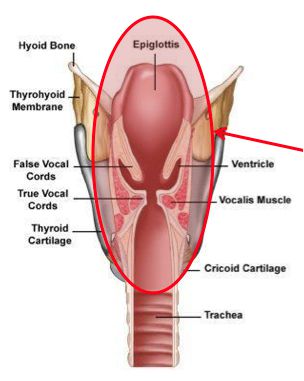 Hyoid Bone
Epiglottis
Thyrohyoid
Membrane
False Vocal
Cords
Ventricle
True Vocal
Cords
Vocalis Muscle
Thyroid
Cartilage
Cricoid Cartilage
Trachea